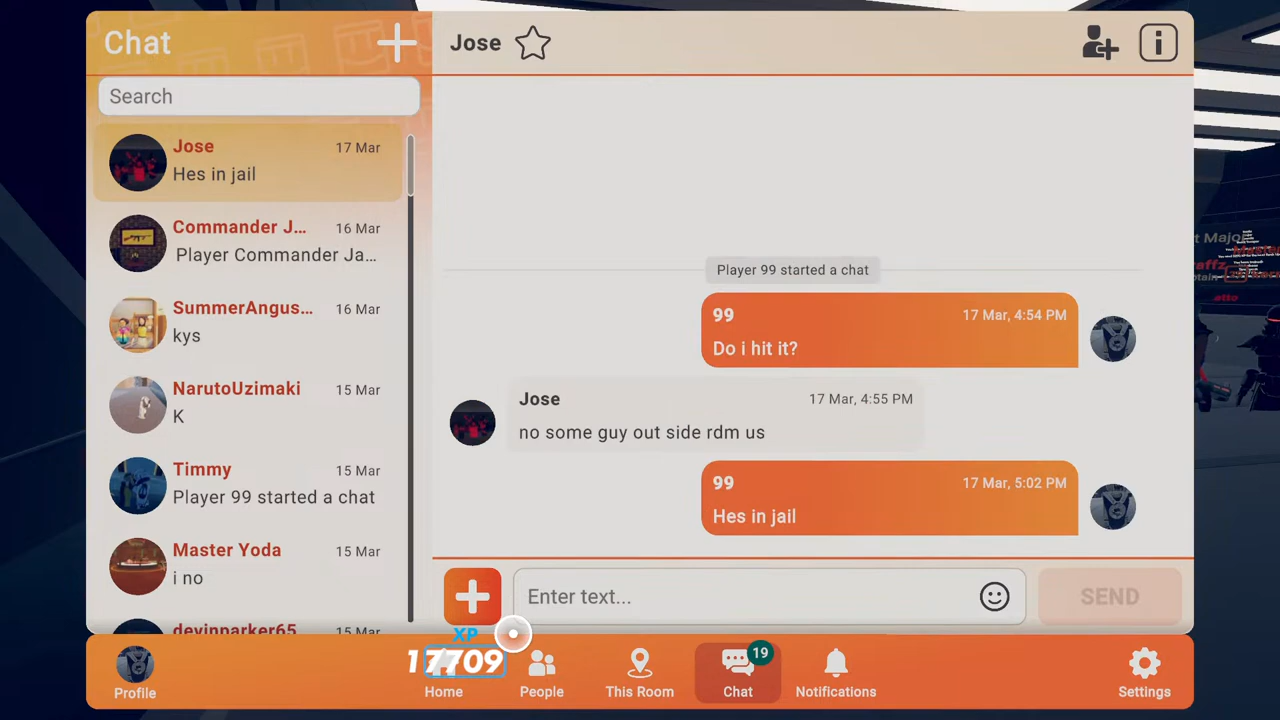 Chat
Search
Jose
17 Mar
Hes in jail
Commander J...
16 Mar
Player Commander Ja...
SummerAngus...
16 Mar
kys
NarutoUzimaki
15 Mar
K
Timmy
15 Mar
Player 99 started a chat
Master Yoda
15 Mar
i no
devinparker65
15 Mar
Jose
i
Player 99 started a chat
99
17 Mar, 4:54 PM
Do i hit it?
Jose
17 Mar, 4:55 PM
no some guy out side rdm us
99
17 Mar, 5:02 PM
Hes in jail
Enter text...
SEND
XP
17709
Profile
Home
People
This Room
Chat
19
Notifications
Settings